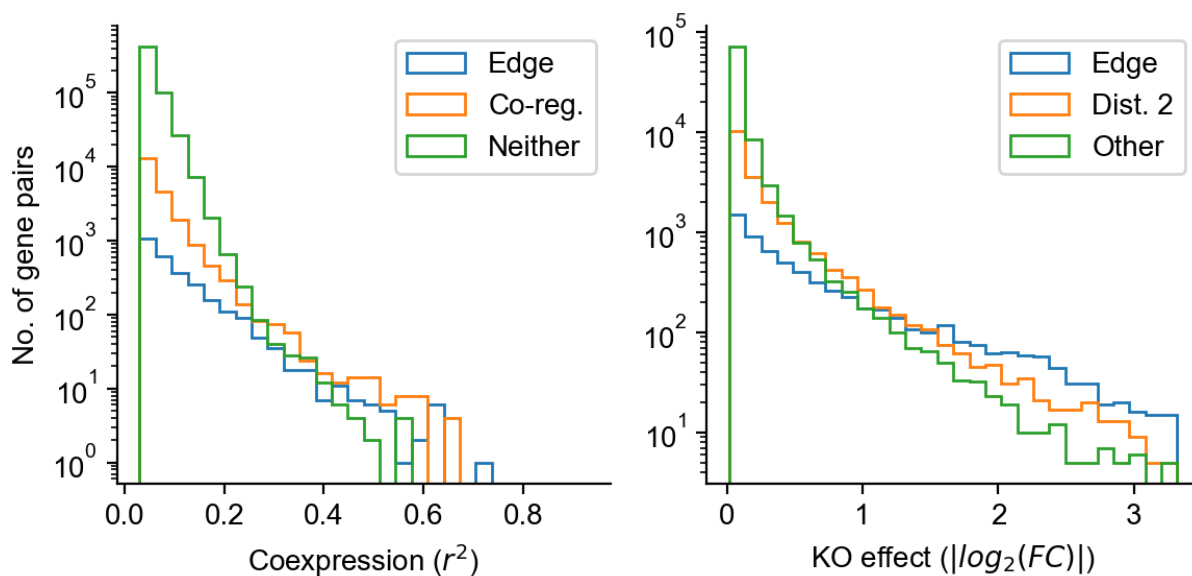 No. of gene pairs
10^5
10^4
10^3
10^2
10^1
10^0
0.0 0.2 0.4 0.6 0.8
Coexpression (r^2)
Edge
Co-reg.
Neither
10^5
10^4
10^3
10^2
10^1
0 1 2 3
KO effect (|log_2(FC)|)
Edge
Dist. 2
Other